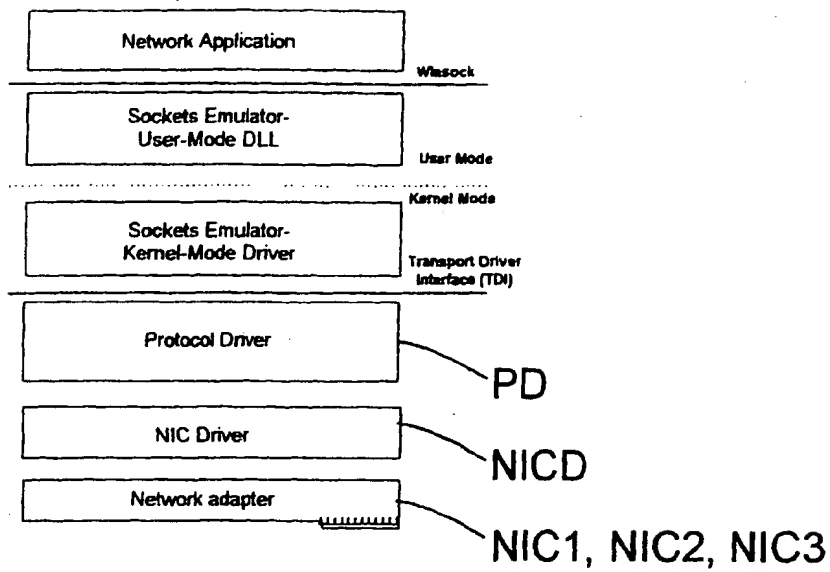 Network Application
Winsock
Sockets Emulator-
User-Mode DLL
User Mode
Kernel Mode
Sockets Emulator-
Kernel-Mode Driver
Transport Driver
Interface (TDI)
Protocol Driver
PD
NIC Driver
NICD
Network adapter
NIC1, NIC2, NIC3